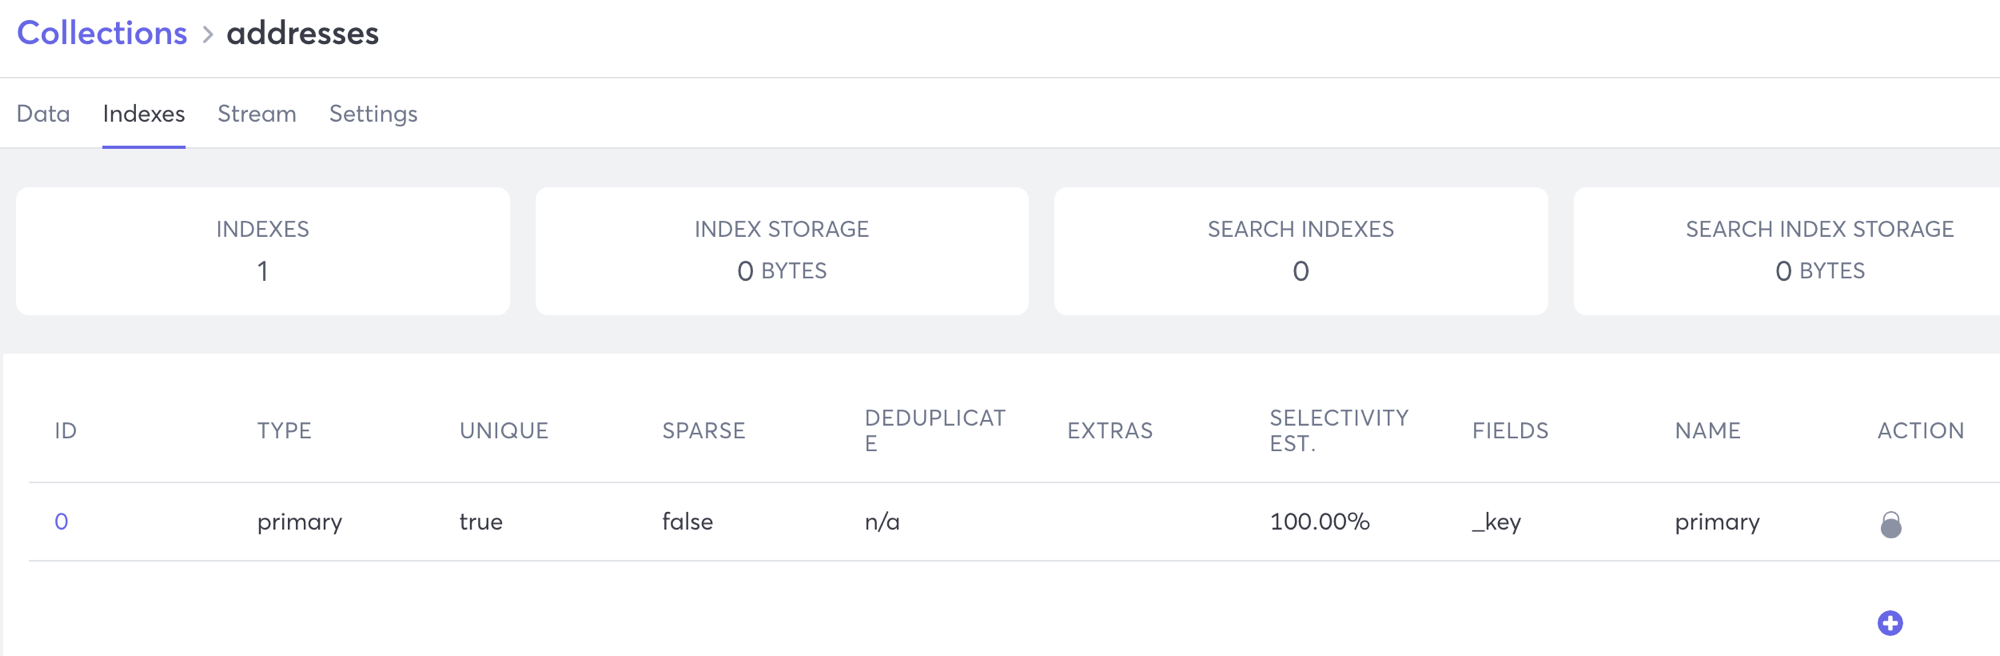 Collections > addresses
Data Indexes Stream Settings
INDEXES INDEX STORAGE SEARCH INDEXES SEARCH INDEX STORAGE
1 0 BYTES 0 0 BYTES
ID TYPE UNIQUE SPARSE DEDUPLICAT EXTRAS SELECTIVITY FIELDS NAME ACTION
E EST.
0 primary true false n/a 100.00% _key primary